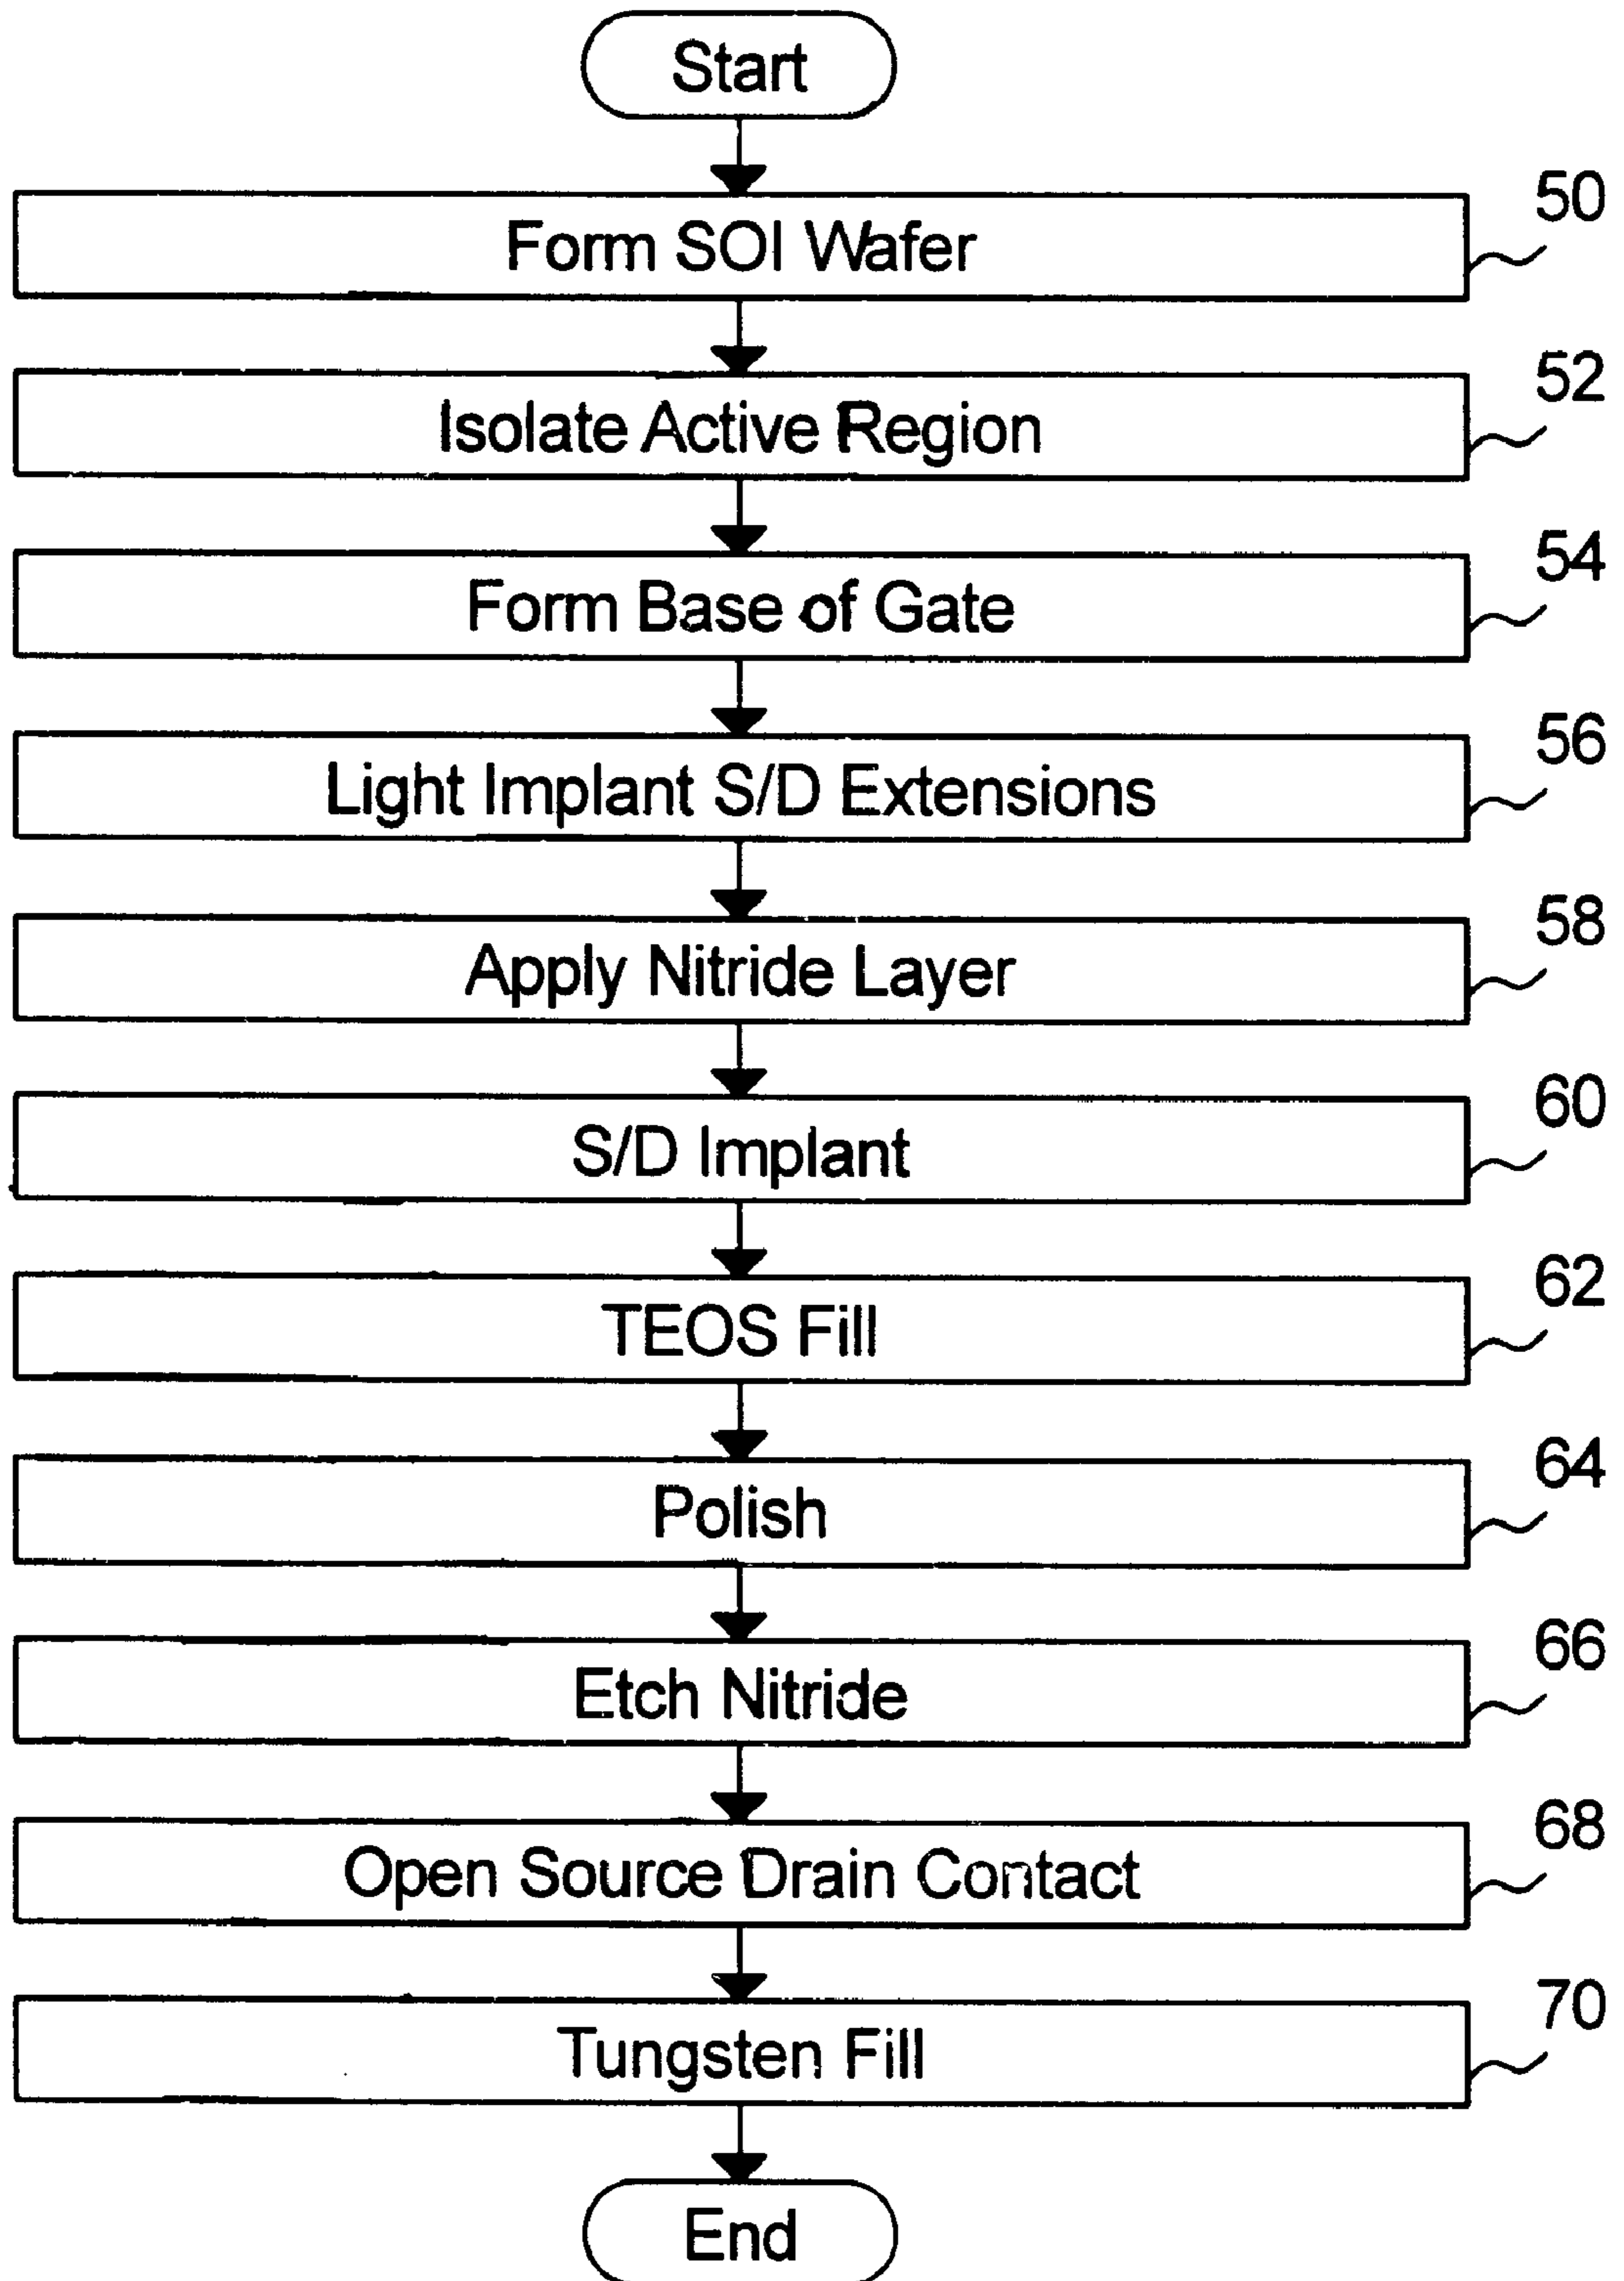 Start
50
Form SOI Wafer
52
Isolate Active Region
54
Form Base of Gate
56
Light Implant S/D Extensions
58
Apply Nitride Layer
60
S/D Implant
62
TEOS Fill
64
Polish
66
Etch Nitride
68
Open Source Drain Contact
70
Tungsten Fill
End